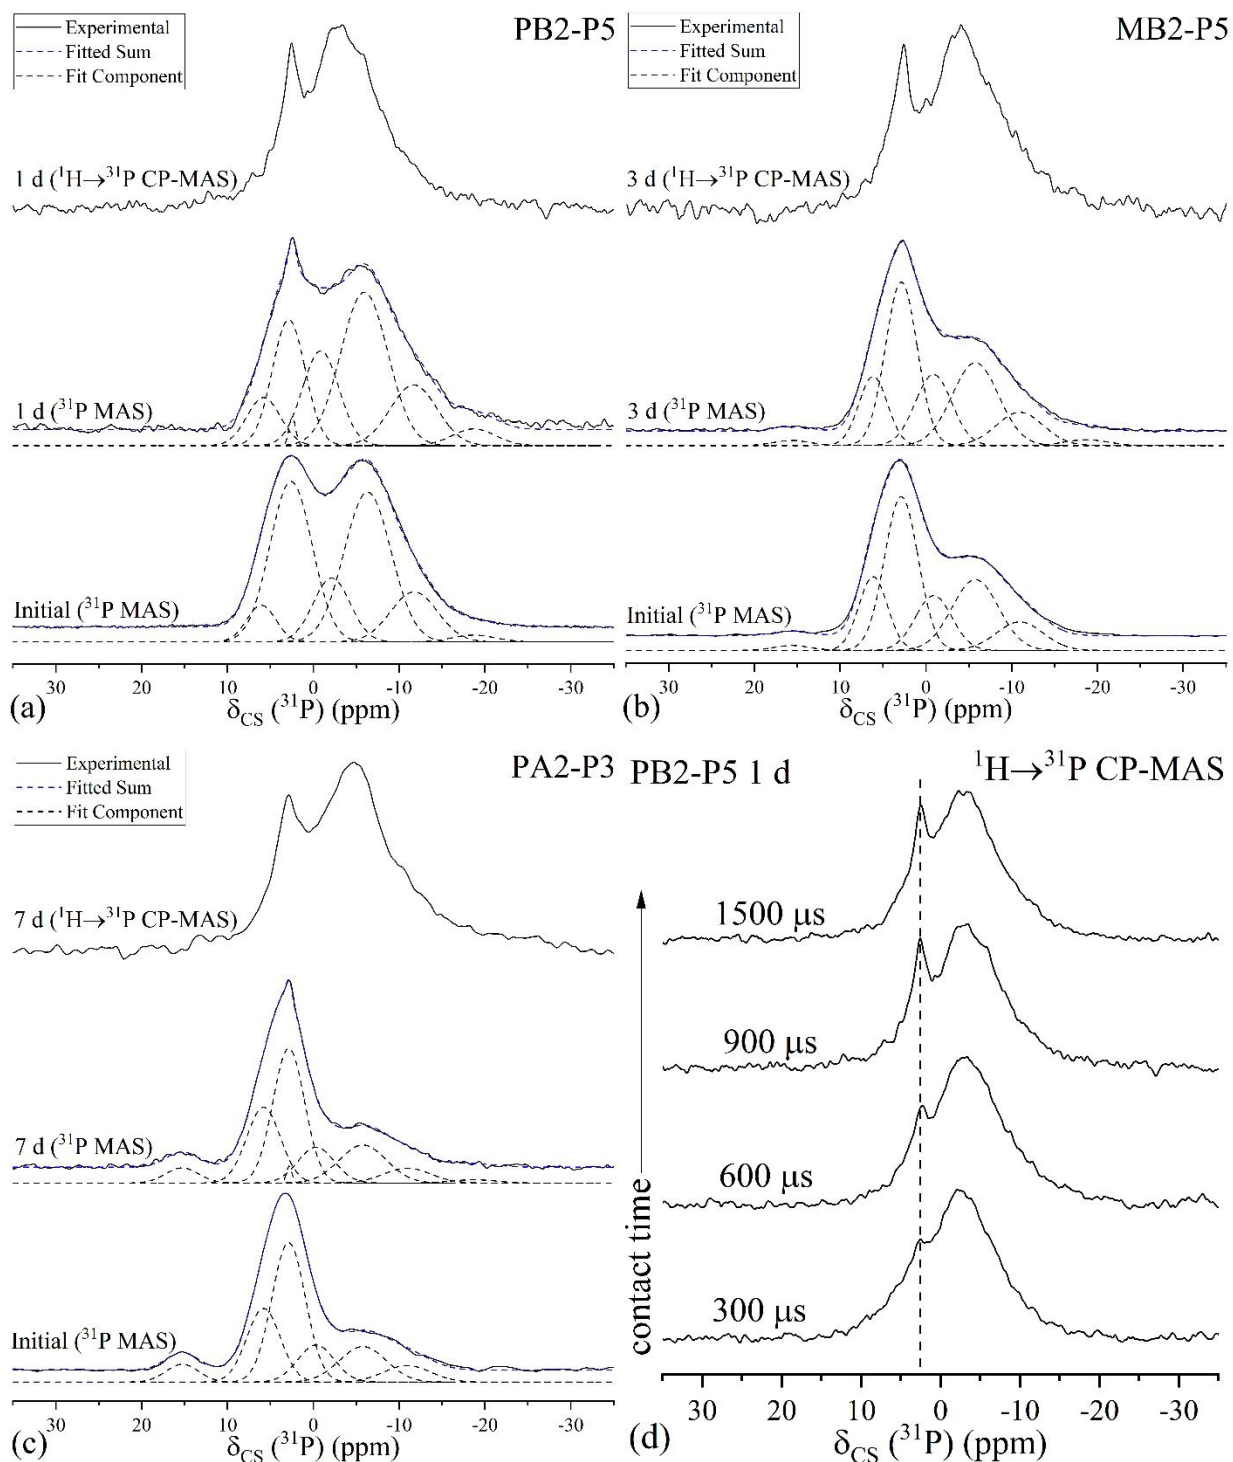 Experimental
Fitted Sum
Fit Component
PB2-P5
1 d (¹H→³¹P CP-MAS)
1 d (³¹P MAS)
Initial (³¹P MAS)
30 20 10 0 -10 -20 -30
(a)
δCS (³¹P) (ppm)
Experimental
Fitted Sum
Fit Component
MB2-P5
3 d (¹H→³¹P CP-MAS)
3 d (³¹P MAS)
Initial (³¹P MAS)
30 20 10 0 -10 -20 -30
(b)
δCS (³¹P) (ppm)
Experimental
Fitted Sum
Fit Component
PA2-P3
7 d (¹H→³¹P CP-MAS)
7 d (³¹P MAS)
Initial (³¹P MAS)
30 20 10 0 -10 -20 -30
(c)
δCS (³¹P) (ppm)
PB2-P5 1 d
¹H→³¹P CP-MAS
1500 μs
900 μs
600 μs
300 μs
contact time
30 20 10 0 -10 -20 -30
(d)
δCS (³¹P) (ppm)